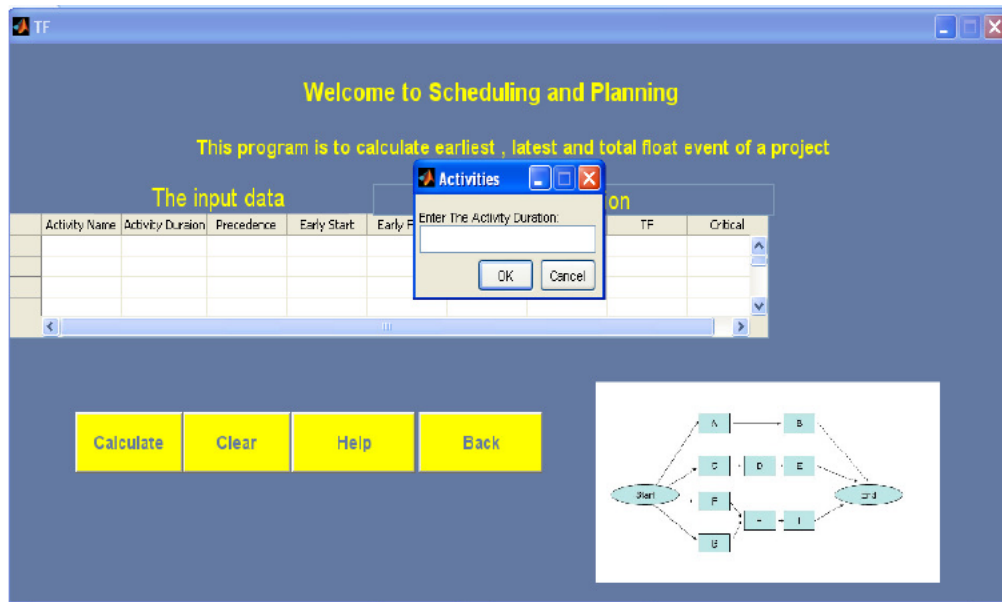 TF
Welcome to Scheduling and Planning
This program is to calculate earliest , latest and total float event of a project
Activities
The input data
on
Enter The Activity Duration:
Activity Name Activity Duraion Precedence Early Start Early F TF Critical
OK Cancel
Calculate Clear Help Back
A B
C D E
Start End
F
I